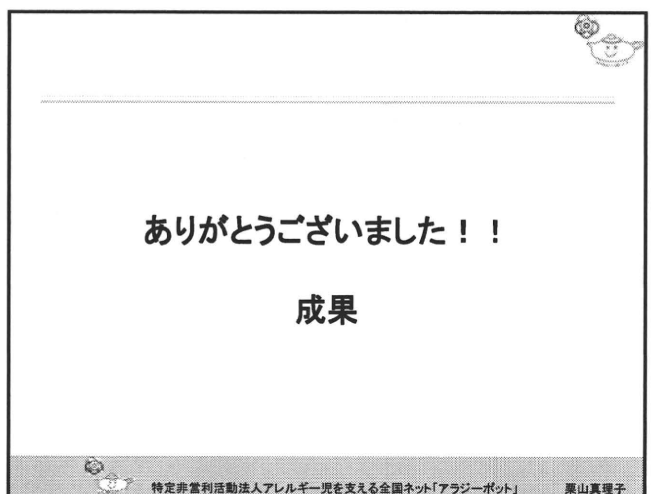 ありがとうございました！！
成果
特定非営利活動法人アレルギー児を支える全国ネット「アラジーポット」 栗山真理子